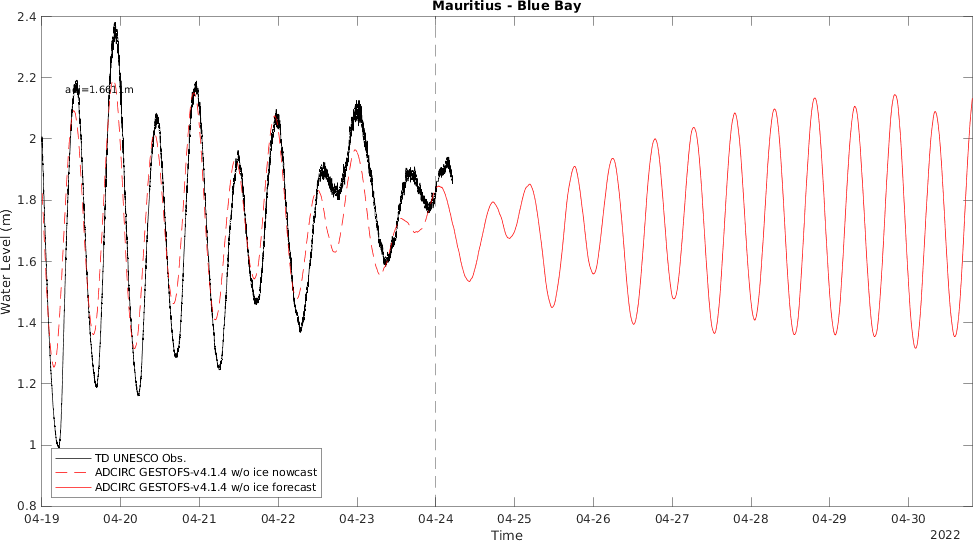 Mauritius - Blue Bay
2.4
2.2
2
1.8
1.6
1.4
1.2
1
0.8
Water Level (m)
TD UNESCO Obs.
ADCIRC GESTOFS-v4.1.4 w/o ice nowcast
ADCIRC GESTOFS-v4.1.4 w/o ice forecast
04-19 04-20 04-21 04-22 04-23 04-24 04-25 04-26 04-27 04-28 04-29 04-30
Time
2022